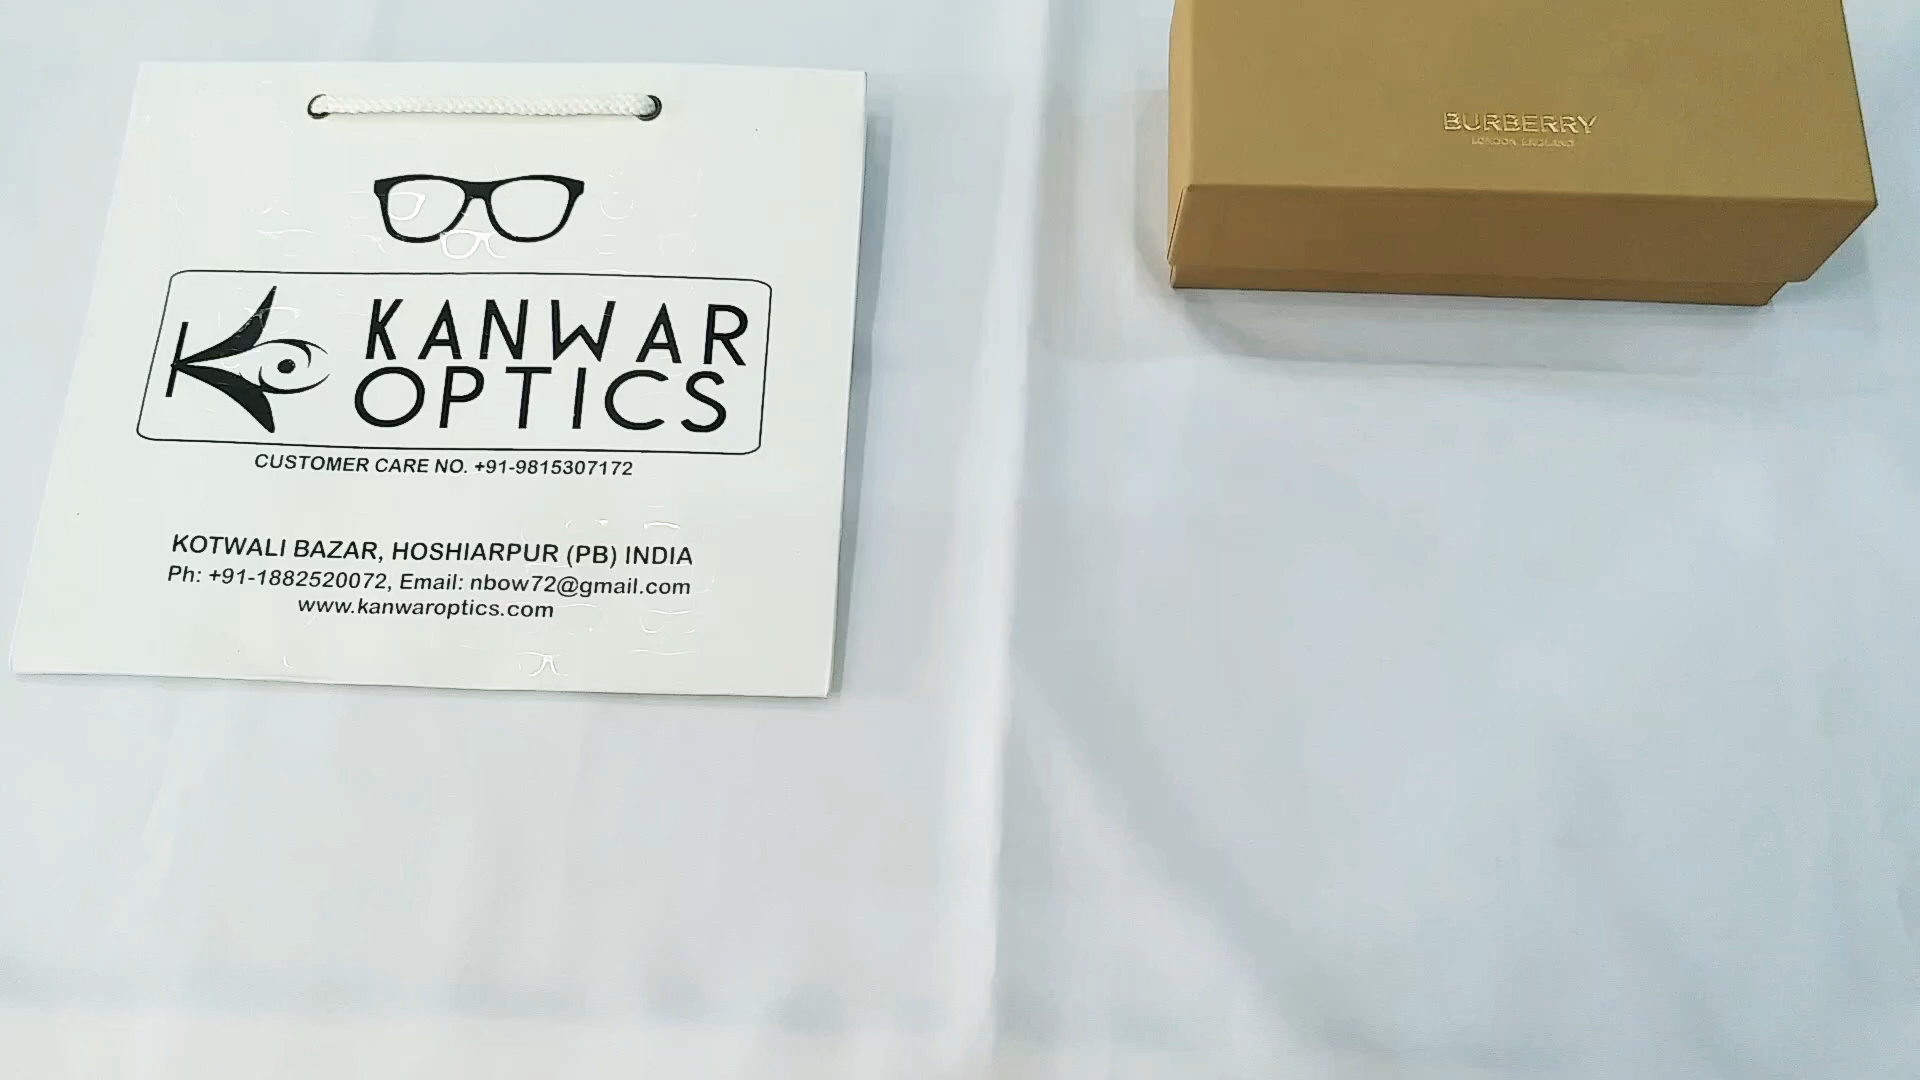 KANWAR
OPTICS
CUSTOMER CARE NO. +91-9815307172
KOTWALI BAZAR, HOSHIARPUR (PB) INDIA
Ph: +91-1882520072, Email: nbow72@gmail.com
www.kanwaroptics.com
BURBERRY
LONDON ENGLAND